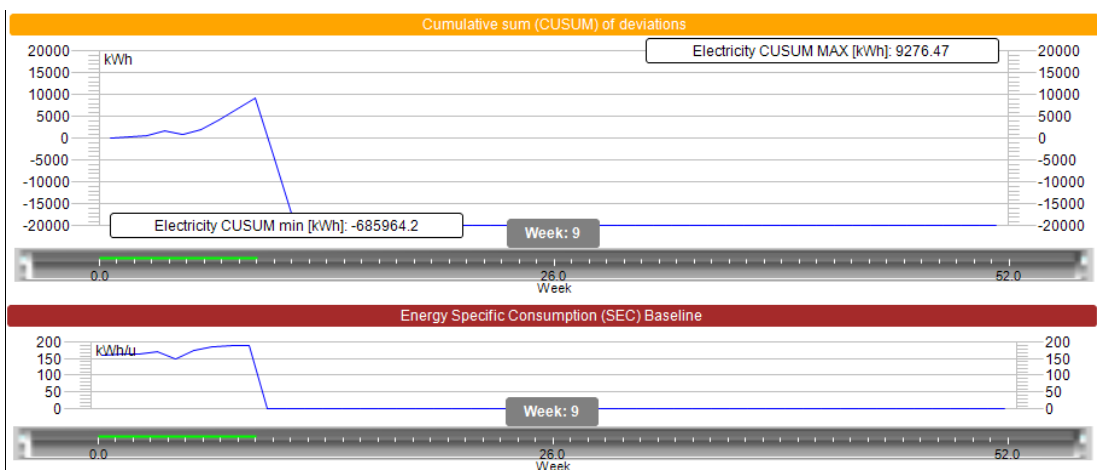 Cumulative sum (CUSUM) of deviations
kWh
Electricity CUSUM MAX [kWh]: 9276.47
20000 20000
15000 15000
10000 10000
5000 5000
0 0
-5000 -5000
-10000 -10000
-15000 -15000
-20000 -20000
Electricity CUSUM min [kWh]: -685964.2
Week: 9
0.0 26.0 52.0
Week
Energy Specific Consumption (SEC) Baseline
kWh/u
200 200
150 150
100 100
50 50
0 0
Week: 9
0.0 26.0 52.0
Week